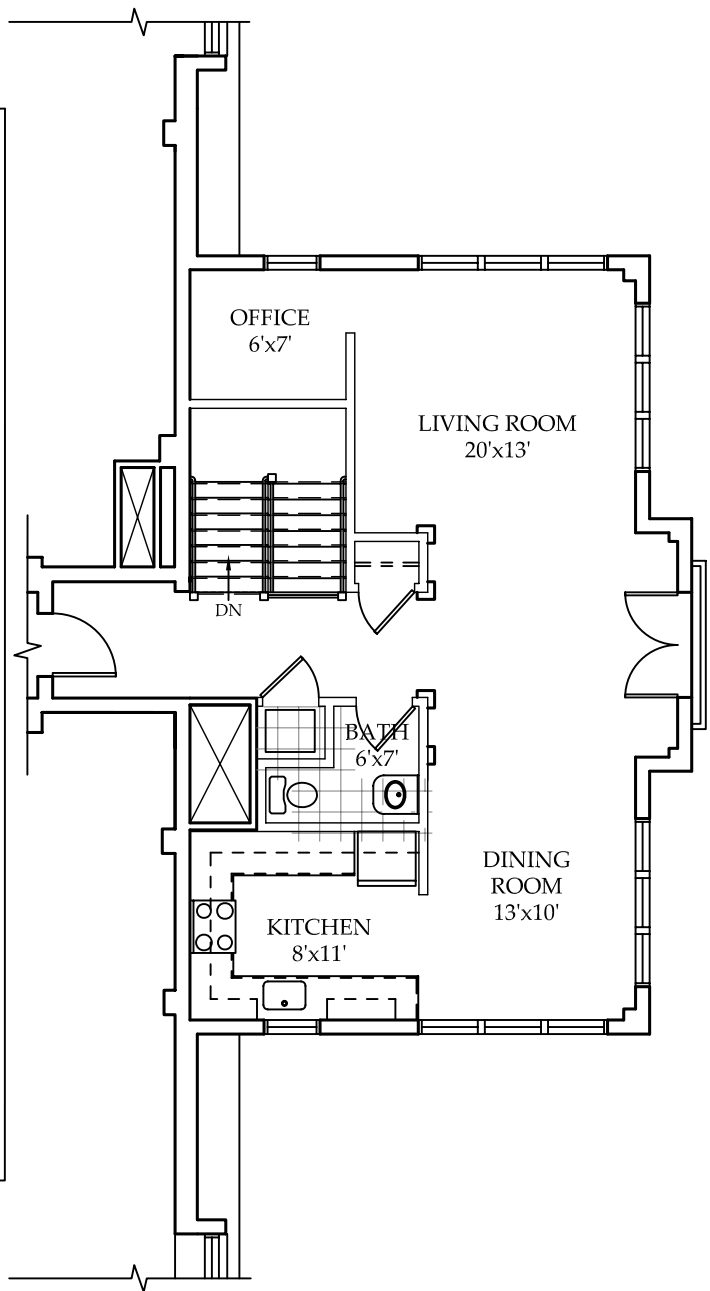 OFFICE
6'x7'
LIVING ROOM
20'x13'
DN
BATH
6'x7'
DINING
ROOM
13'x10'
KITCHEN
8'x11'